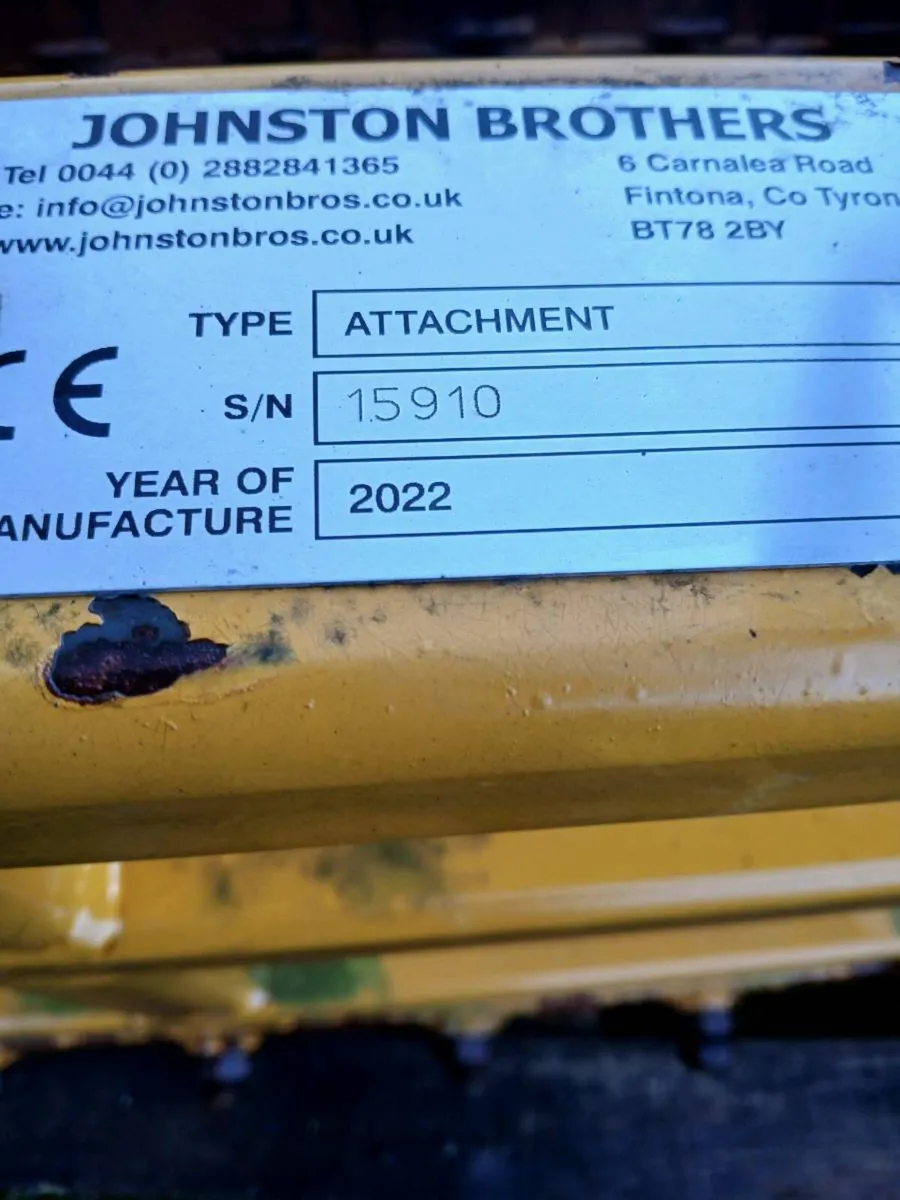 JOHNSTON BROTHERS
Tel 0044 (0) 2882841365
6 Carnalea Road
e: info@johnstonbros.co.uk
Fintona, Co Tyron
www.johnstonbros.co.uk
BT78 2BY
TYPE ATTACHMENT
CE
S/N 15910
YEAR OF
ANUFACTURE
2022